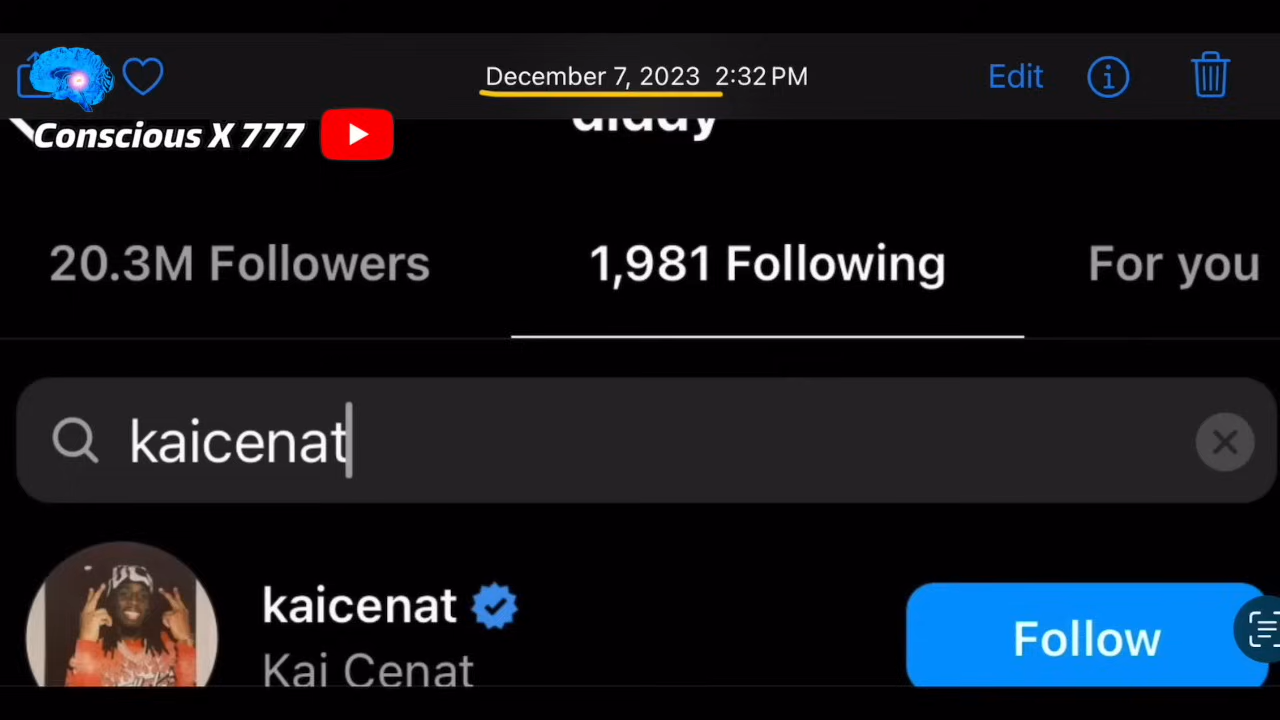 December 7, 2023 2:32 PM
Edit
Conscious X 777
diddy
20.3M Followers
1,981 Following
For you
kaicenat
kaicenat
Kai Cenat
Follow